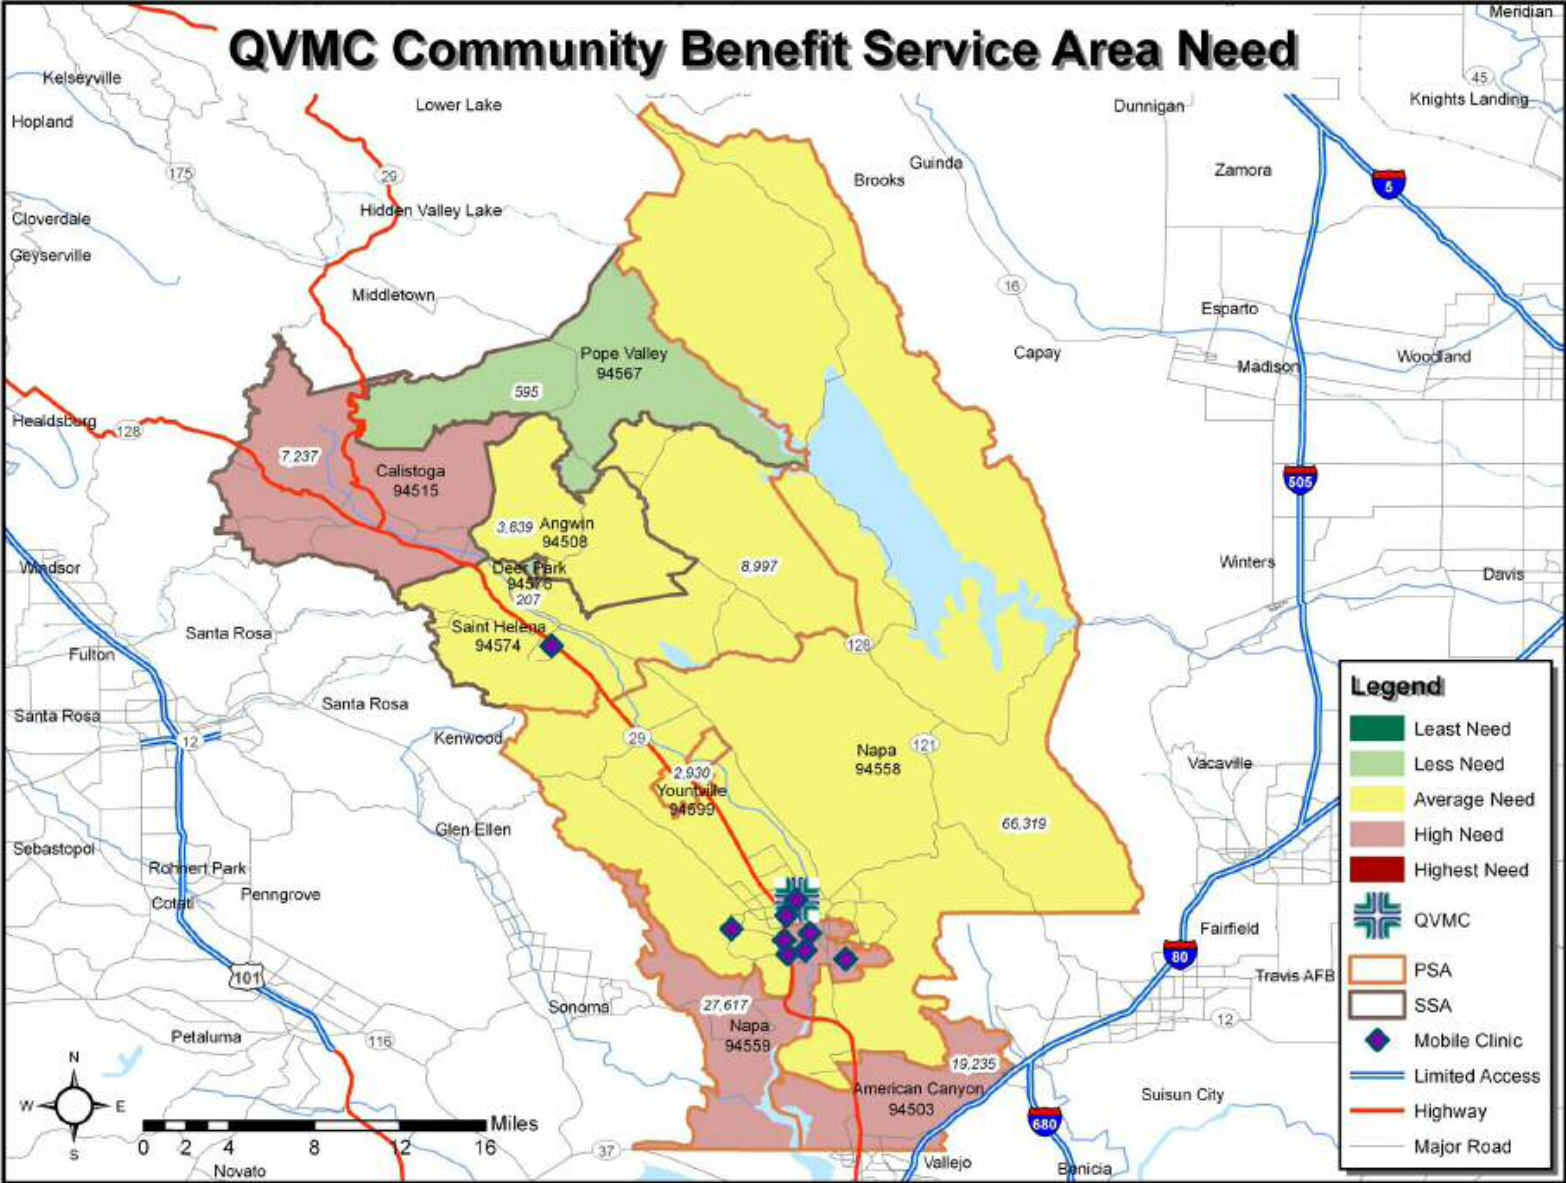 QVMC Community Benefit Service Area Need
Meridian
Kelseyville
45
Lower Lake
Dunnigan
Knights Landing
Hopland
Guinda
Zamora
175
29
Brooks
5
Cloverdale
Hidden Valley Lake
Geyserville
16
Middletown
Esparto
Pope Valley
94567
Capay
Woodland
Madison
595
Healdsburg
128
7,237
Calistoga
94515
505
3,639
Angwin
94508
Winters
Windsor
Deer Park
94576
8,997
Davis
207
Santa Rosa
Saint Helena
94574
128
Fulton
Santa Rosa
Santa Rosa
12
Kenwood
29
Napa
94558
121
Vacaville
2,930
Yountville
94599
66,319
Glen Ellen
Sebastopol
Rohnert Park
Penngrove
Cotati
Fairfield
80
101
Travis AFB
Sonoma
27,617
Napa
94559
12
Petaluma
116
19,235
American Canyon
94503
Suisun City
680
37
Vallejo
Benicia
Novato
N
W
E
S
0 2 4 8 12 16
Miles
Legend
Least Need
Less Need
Average Need
High Need
Highest Need
QVMC
PSA
SSA
Mobile Clinic
Limited Access
Highway
Major Road